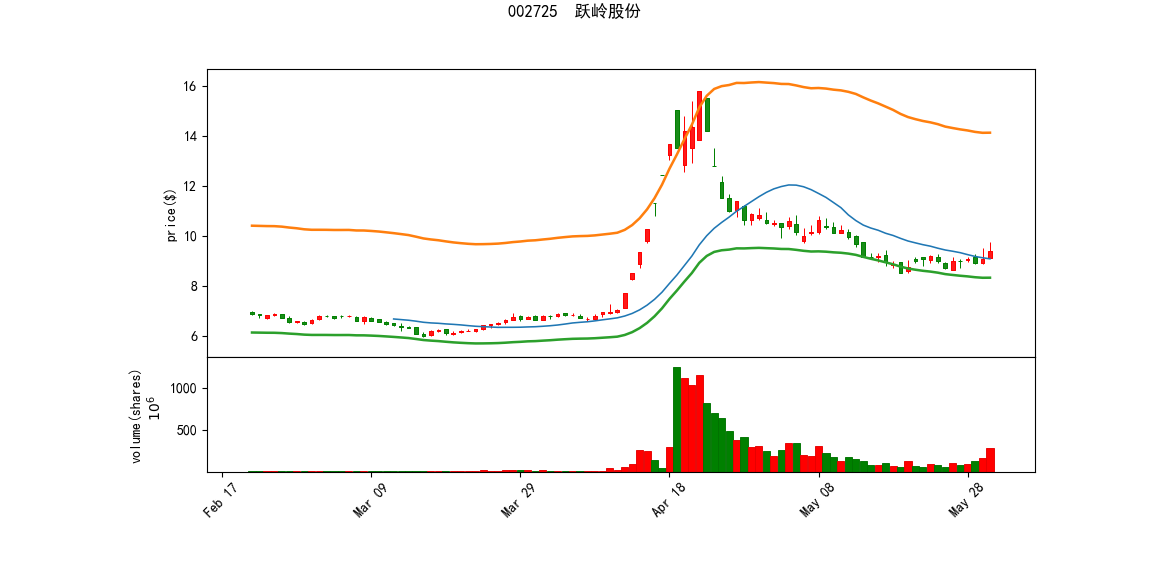 002725 跃岭股份
price($)
16
14
12
10
8
6
volume(shares)
10^6
1000
500
Feb 17
Mar 09
Mar 29
Apr 18
May 08
May 28